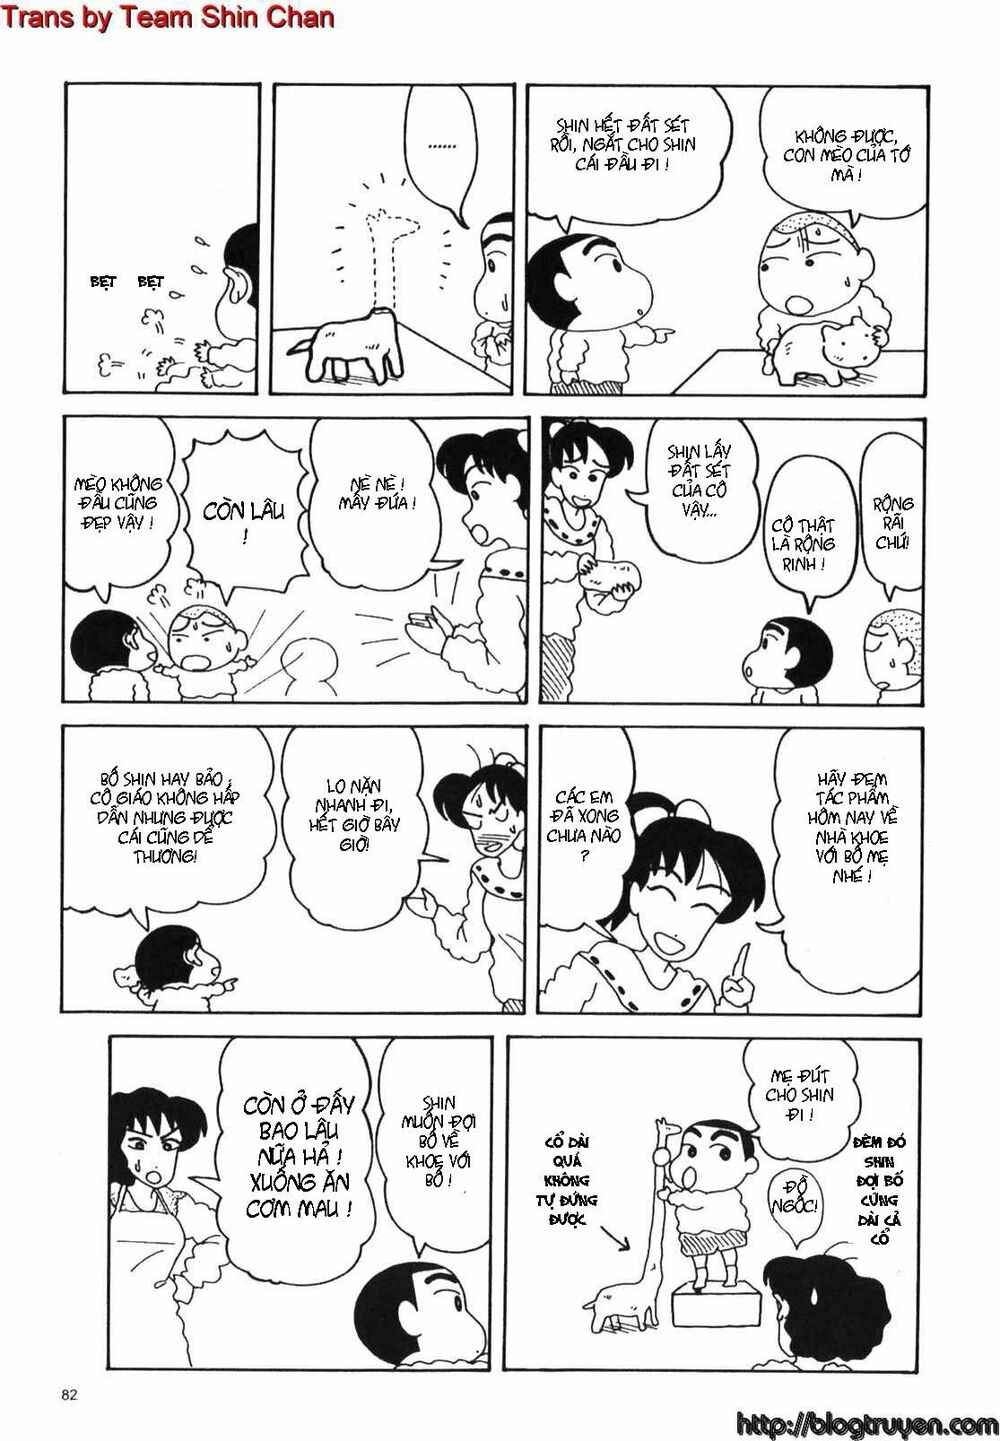 Trans by Team Shin Chan
KHÔNG ĐƯỢC,
CON MÈO CỦA TỚ
MÀ !
SHIN HẾT ĐẤT SÉT
RỒI, NGẮT CHO SHIN
CÁI ĐẦU ĐI !
......
BẸT BẸT
RỘNG
RÃI
CHỨ!
CÔ THẬT
LÀ RỘNG
RINH !
SHIN LẤY
ĐẤT SÉT
CỦA CÔ
VẬY...
NÈ NÈ !
MẤY ĐỨA !
CÒN LÂU
!
MÈO KHÔNG
ĐẦU CŨNG
ĐẸP VẬY !
HÃY ĐEM
TÁC PHẨM
HÔM NAY VỀ
NHÀ KHOE
VỚI BỐ MẸ
NHÉ !
CÁC EM
ĐÃ XONG
CHƯA NÀO
?
LO NẶN
NHANH ĐI,
HẾT GIỜ BÂY
GIỜ!
BỐ SHIN HAY BẢO
CÔ GIÁO KHÔNG HẤP
DẪN NHƯNG ĐƯỢC
CÁI CŨNG DỄ
THƯƠNG!
MẸ ĐÚT
CHO SHIN
ĐI !
ĐÊM ĐÓ
SHIN
ĐỢI BỐ
CŨNG
DÀI CẢ
CỔ
ĐỒ
NGỐC!
CỔ DÀI
QUÁ
KHÔNG
TỰ ĐỨNG
ĐƯỢC
SHIN
MUỐN ĐỢI
BỐ VỀ
KHOE VỚI
BỐ !
CÒN Ở ĐẤY
BAO LÂU
NỮA HẢ !
XUỐNG ĂN
CƠM MAU !
82
http://blogtruyen.com